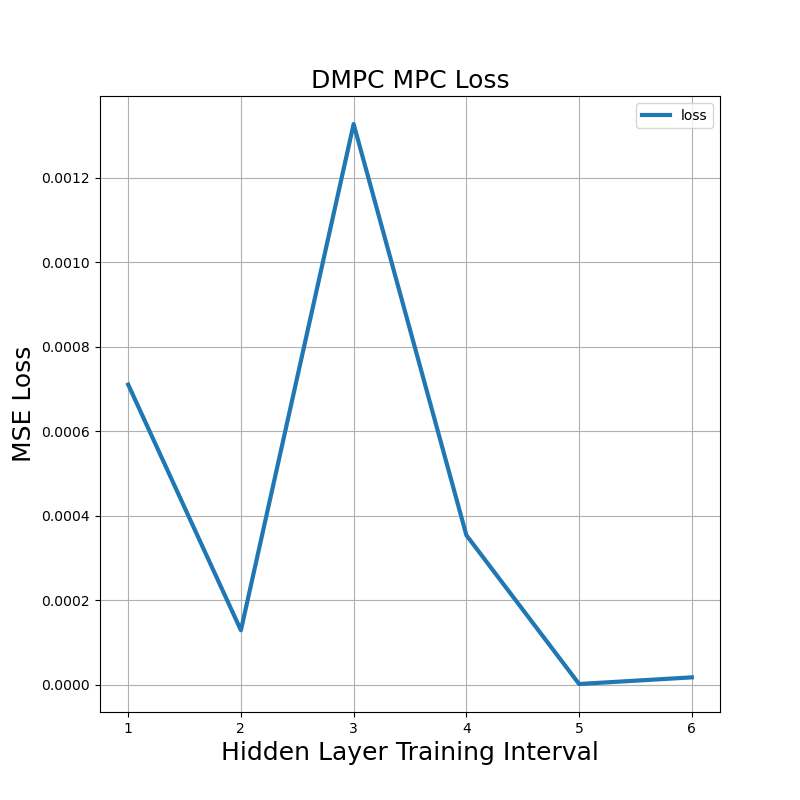 DMPC MPC Loss
loss
MSE Loss
0.0012
0.0010
0.0008
0.0006
0.0004
0.0002
0.0000
1 2 3 4 5 6
Hidden Layer Training Interval